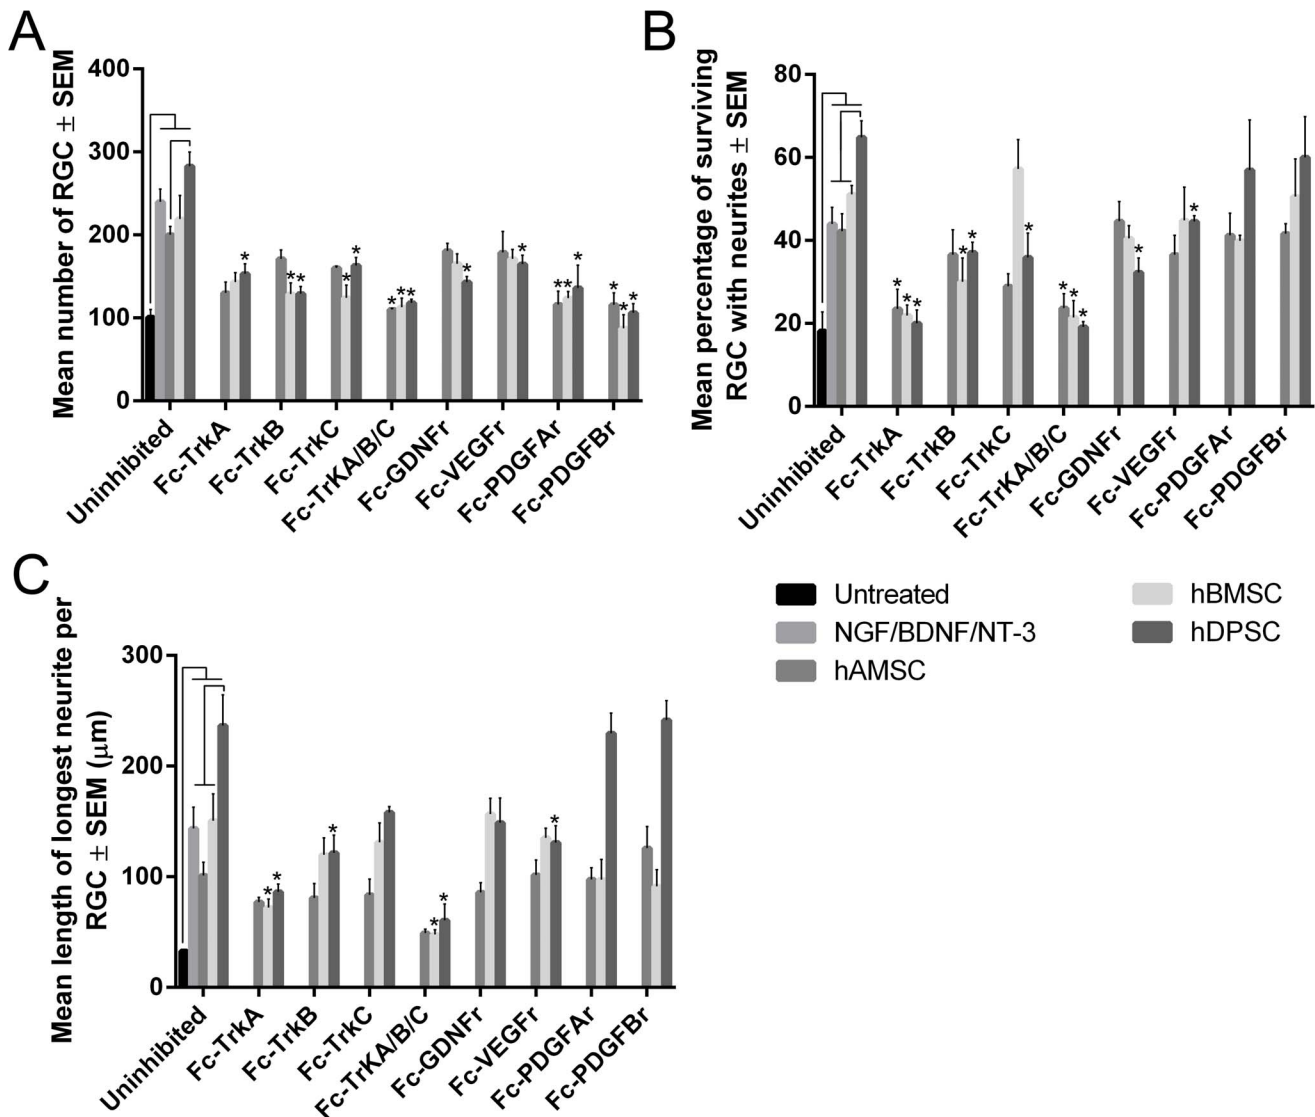 A
Mean number of RGC ± SEM
400
300
200
100
0
* * * * * * * * * * * * * * * * * *
Uninhibited
Fc-TrkA
Fc-TrkB
Fc-TrkC
Fc-TrKA/B/C
Fc-GDNFr
Fc-VEGFr
Fc-PDGFAr
Fc-PDGFBr
B
Mean percentage of surviving
RGC with neurites ± SEM
80
60
40
20
0
* * * * * * * * * * *
Uninhibited
Fc-TrkA
Fc-TrkB
Fc-TrkC
Fc-TrKA/B/C
Fc-GDNFr
Fc-VEGFr
Fc-PDGFAr
Fc-PDGFBr
C
Mean length of longest neurite per
RGC ± SEM (µm)
300
200
100
0
* * * * * *
Uninhibited
Fc-TrkA
Fc-TrkB
Fc-TrkC
Fc-TrKA/B/C
Fc-GDNFr
Fc-VEGFr
Fc-PDGFAr
Fc-PDGFBr
Untreated
NGF/BDNF/NT-3
hAMSC
hBMSC
hDPSC